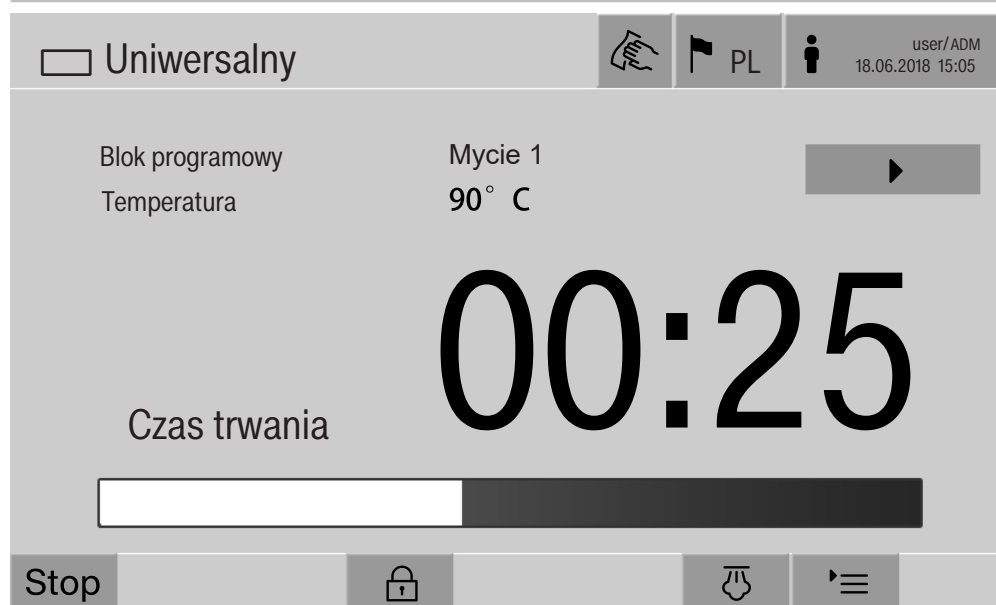 Uniwersalny
PL
user/ADM
18.06.2018 15:05
Blok programowy Mycie 1
Temperatura 90° C
00:25
Czas trwania
Stop